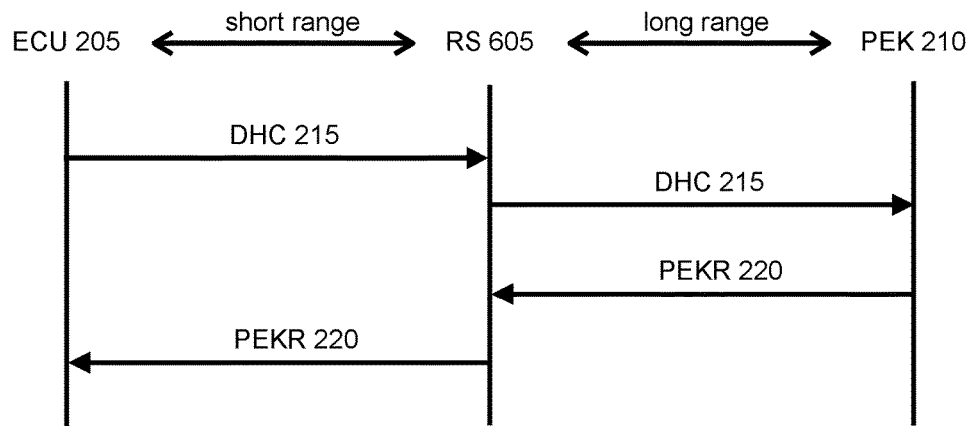 short range
long range
ECU 205
RS 605
PEK 210
DHC 215
DHC 215
PEKR 220
PEKR 220